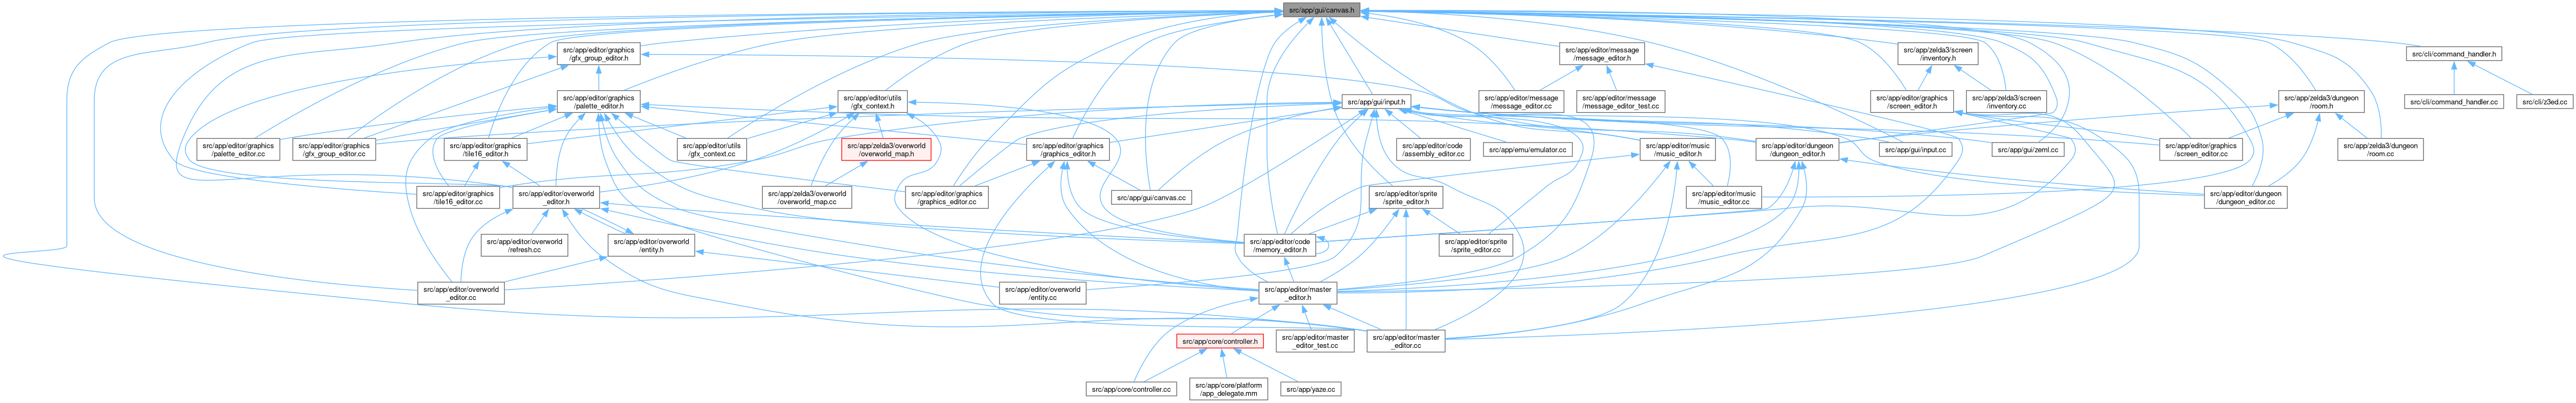 src/app/gui/canvas.h
src/app/editor/graphics
/gfx_group_editor.h
src/app/editor/message
/message_editor.h
src/app/zelda3/screen
/inventory.h
src/cli/command_handler.h
src/app/editor/graphics
/palette_editor.h
src/app/editor/utils
/gfx_context.h
src/app/gui/input.h
src/app/editor/message
/message_editor.cc
src/app/editor/message
/message_editor_test.cc
src/app/editor/graphics
/screen_editor.h
src/app/zelda3/screen
/inventory.cc
src/app/zelda3/dungeon
/room.h
src/cli/command_handler.cc
src/cli/z3ed.cc
src/app/editor/graphics
/palette_editor.cc
src/app/editor/graphics
/gfx_group_editor.cc
src/app/editor/graphics
/tile16_editor.h
src/app/editor/utils
/gfx_context.cc
src/app/zelda3/overworld
/overworld_map.h
src/app/editor/graphics
/graphics_editor.h
src/app/editor/code
/assembly_editor.cc
src/app/emu/emulator.cc
src/app/editor/music
/music_editor.h
src/app/editor/dungeon
/dungeon_editor.h
src/app/gui/input.cc
src/app/gui/zeml.cc
src/app/editor/graphics
/screen_editor.cc
src/app/zelda3/dungeon
/room.cc
src/app/editor/graphics
/tile16_editor.cc
src/app/editor/overworld
_editor.h
src/app/zelda3/overworld
/overworld_map.cc
src/app/editor/graphics
/graphics_editor.cc
src/app/gui/canvas.cc
src/app/editor/sprite
/sprite_editor.h
src/app/editor/music
/music_editor.cc
src/app/editor/dungeon
/dungeon_editor.cc
src/app/editor/overworld
/refresh.cc
src/app/editor/overworld
/entity.h
src/app/editor/code
/memory_editor.h
src/app/editor/sprite
/sprite_editor.cc
src/app/editor/overworld
_editor.cc
src/app/editor/overworld
/entity.cc
src/app/editor/master
_editor.h
src/app/core/controller.h
src/app/editor/master
_editor_test.cc
src/app/editor/master
_editor.cc
src/app/core/controller.cc
src/app/core/platform
/app_delegate.mm
src/app/yaze.cc